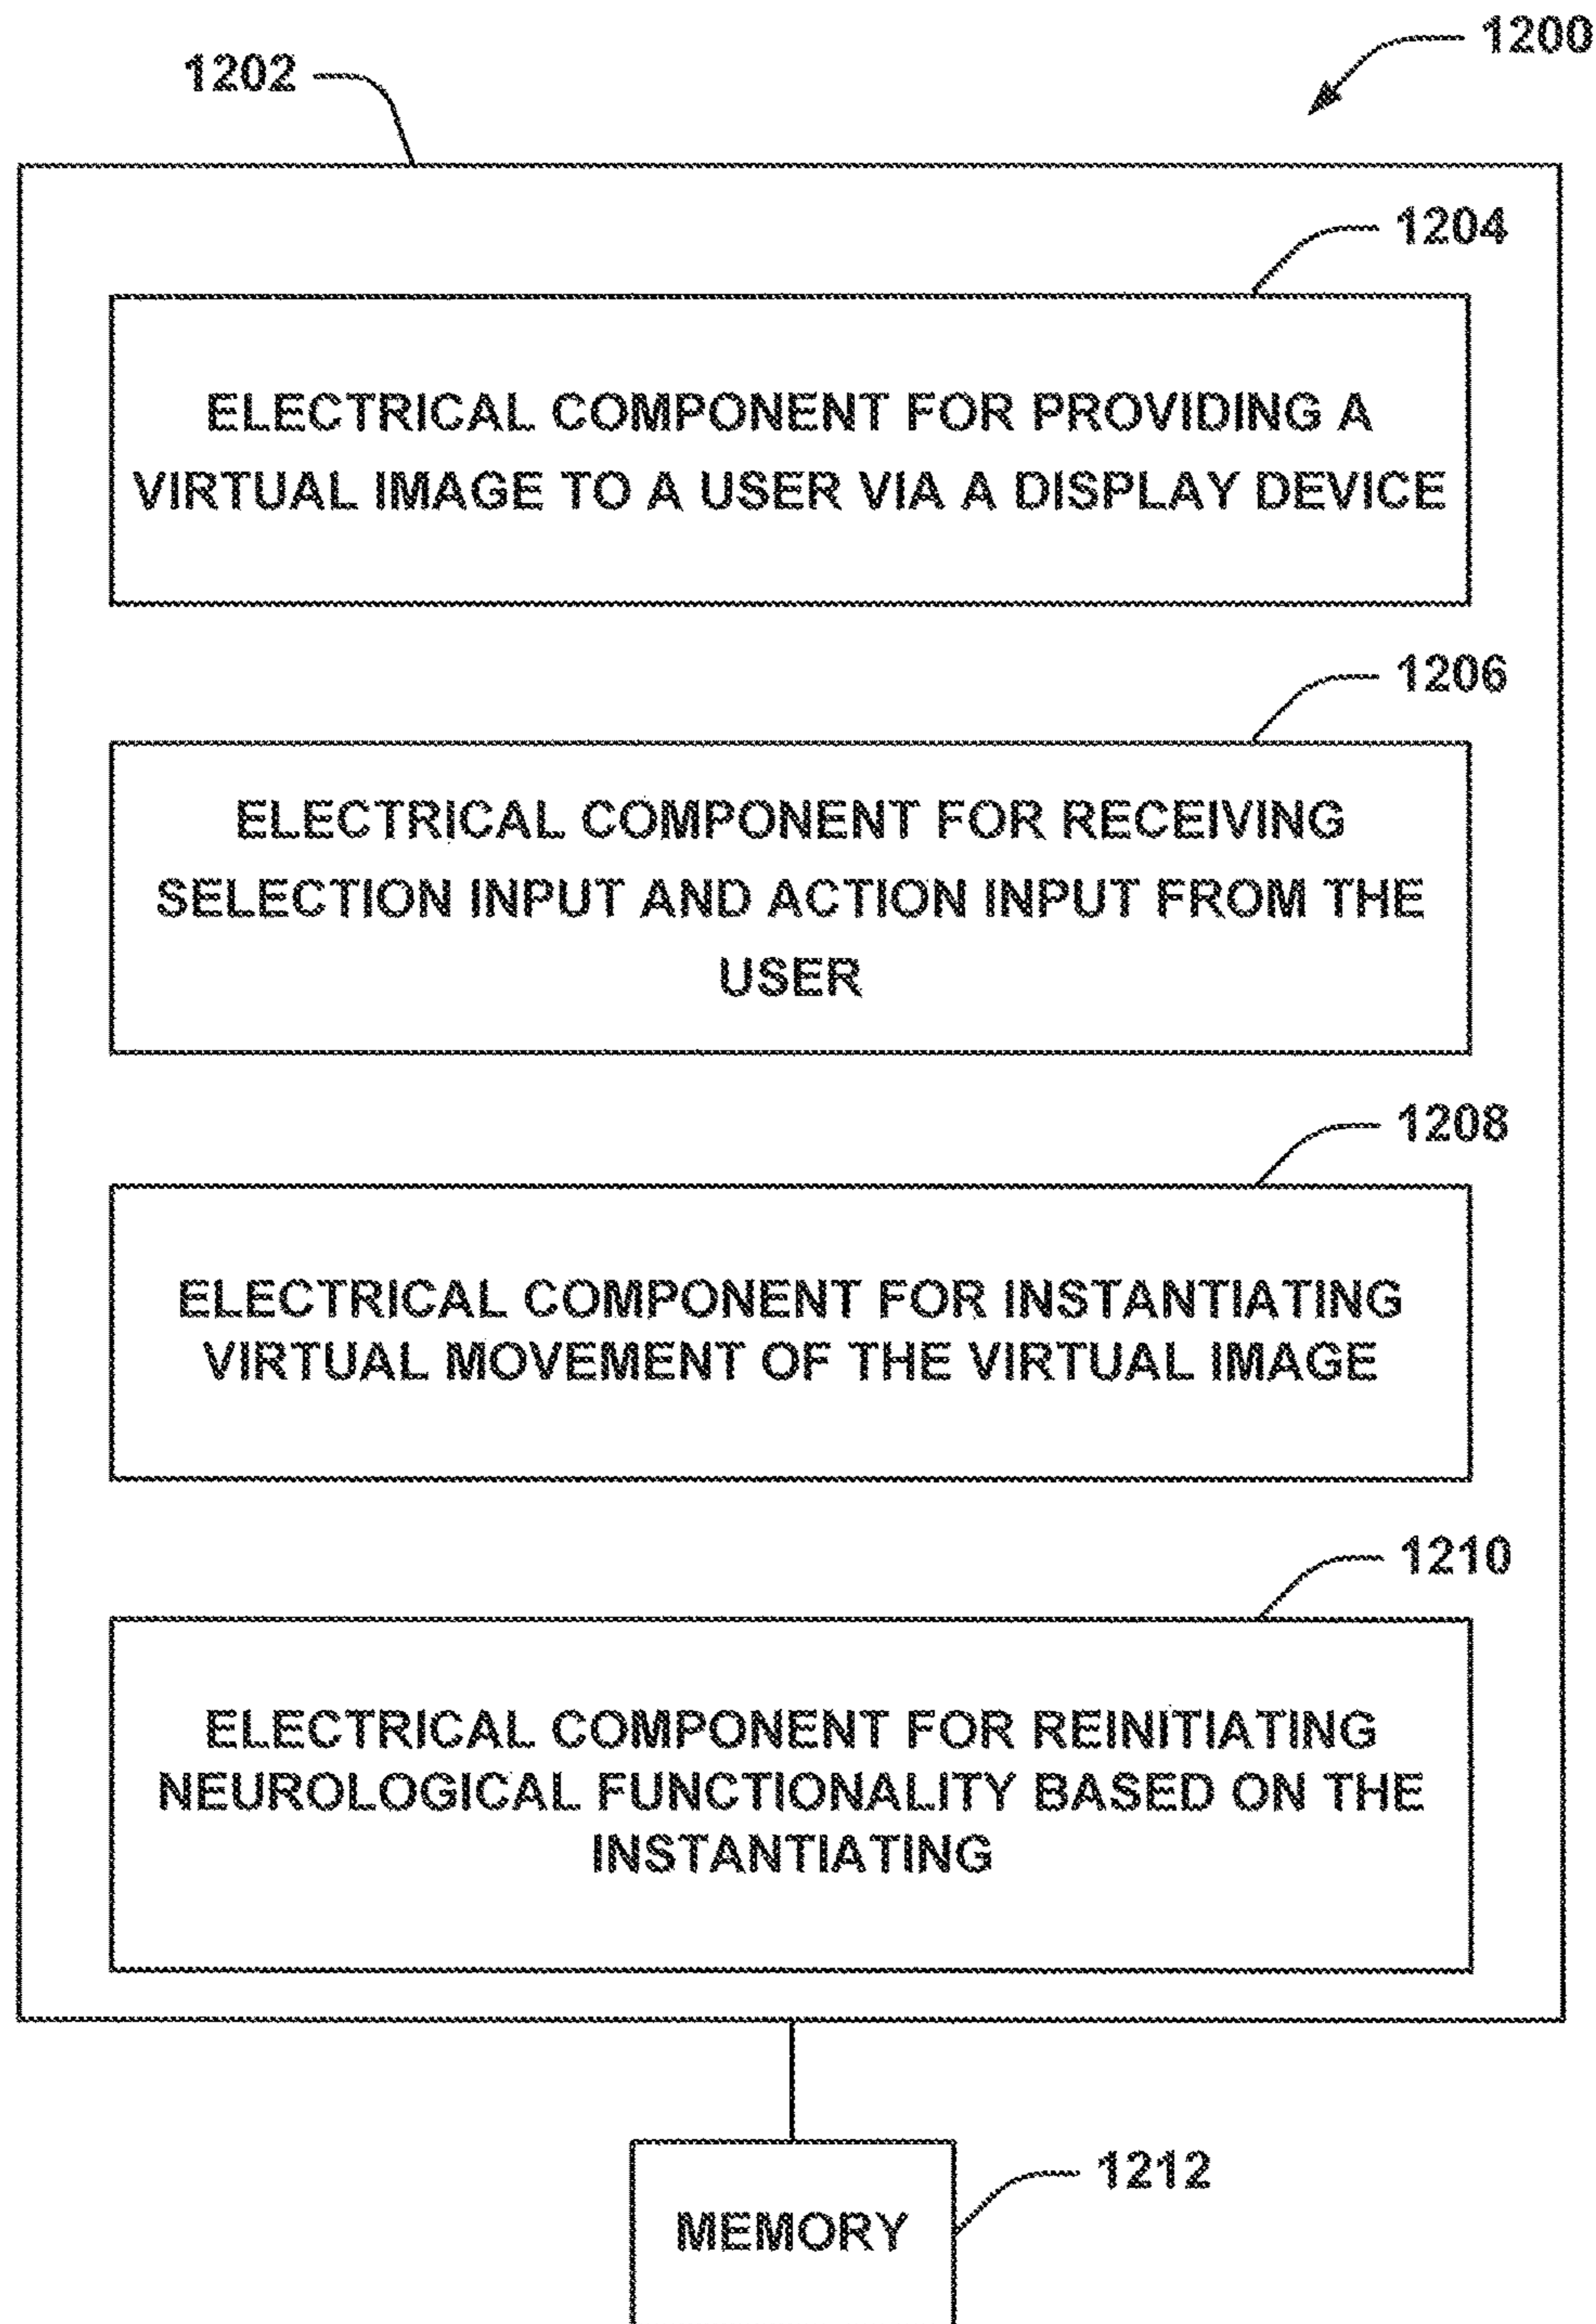 1200
1202
1204
ELECTRICAL COMPONENT FOR PROVIDING A
VIRTUAL IMAGE TO A USER VIA A DISPLAY DEVICE
1206
ELECTRICAL COMPONENT FOR RECEIVING
SELECTION INPUT AND ACTION INPUT FROM THE
USER
1208
ELECTRICAL COMPONENT FOR INSTANTIATING
VIRTUAL MOVEMENT OF THE VIRTUAL IMAGE
1210
ELECTRICAL COMPONENT FOR REINITIATING
NEUROLOGICAL FUNCTIONALITY BASED ON THE
INSTANTIATING
1212
MEMORY